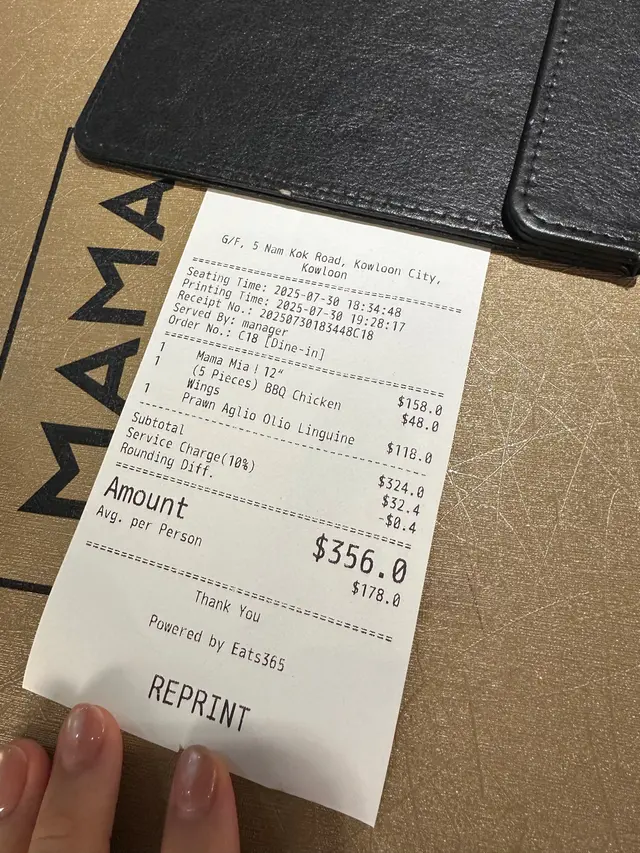 MAMA
G/F, 5 Nam Kok Road, Kowloon City,
Kowloon
Seating Time: 2025-07-30 18:34:48
Printing Time: 2025-07-30 19:28:17
Receipt No.: 20250730183448C18
Served By: manager
Order No.: C18 [Dine-in]
1 Mama Mia! 12" $158.0
1 (5 Pieces) BBQ Chicken $48.0
Wings
1 Prawn Aglio Olio Linguine $118.0
Subtotal $324.0
Service Charge(10%) $32.4
Rounding Diff. -$0.4
Amount $356.0
Avg. per Person $178.0
Thank You
Powered by Eats365
REPRINT